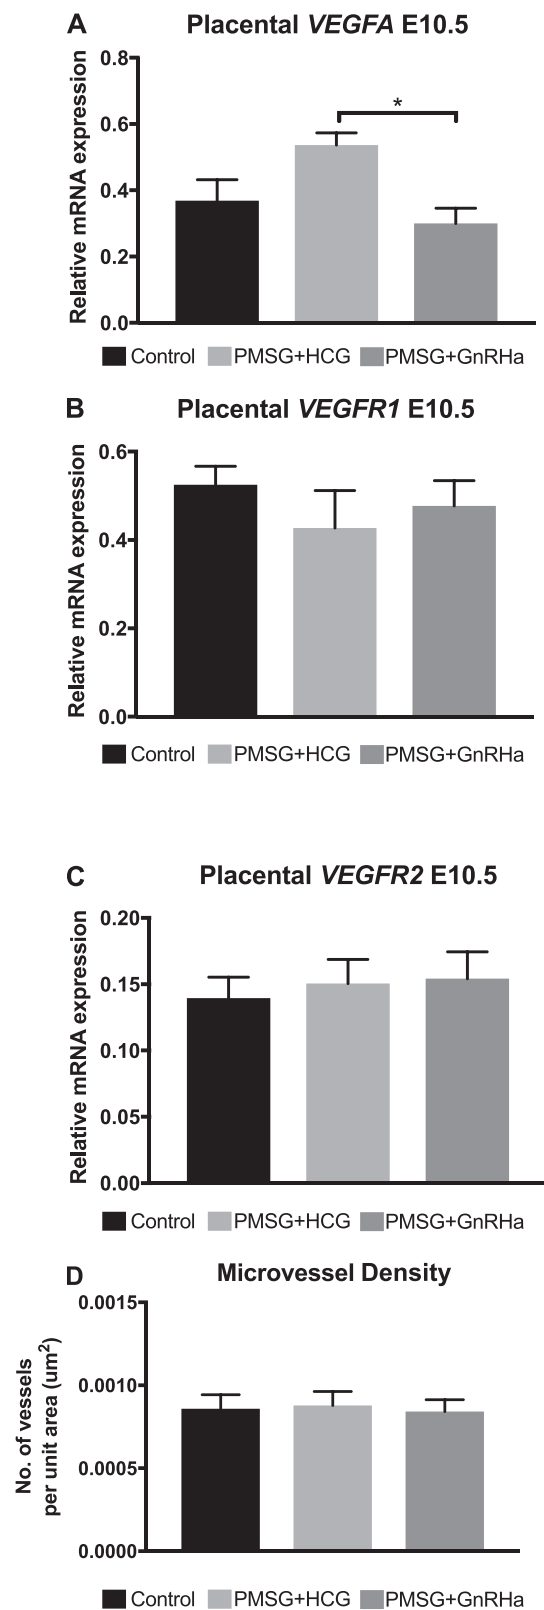 A
Placental VEGFA E10.5
Relative mRNA expression
0.8
0.6
0.4
0.2
0.0
*
Control PMSG+HCG PMSG+GnRHa
B
Placental VEGFR1 E10.5
Relative mRNA expression
0.6
0.4
0.2
0.0
Control PMSG+HCG PMSG+GnRHa
C
Placental VEGFR2 E10.5
Relative mRNA expression
0.20
0.15
0.10
0.05
0.00
Control PMSG+HCG PMSG+GnRHa
D
Microvessel Density
No. of vessels
per unit area (um²)
0.0015
0.0010
0.0005
0.0000
Control PMSG+HCG PMSG+GnRHa